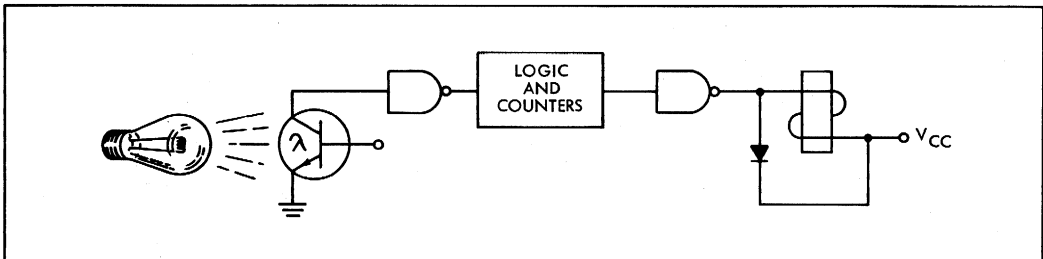 LOGIC
AND
COUNTERS
λ
VCC